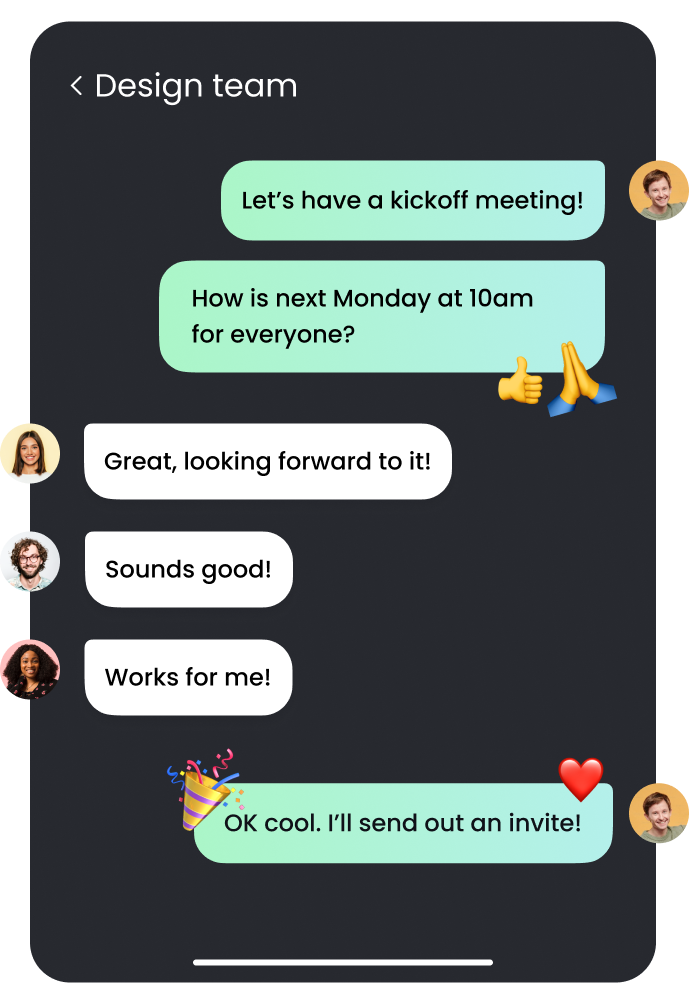 Design team
Let’s have a kickoff meeting!
How is next Monday at 10am
for everyone?
Great, looking forward to it!
Sounds good!
Works for me!
OK cool. I’ll send out an invite!